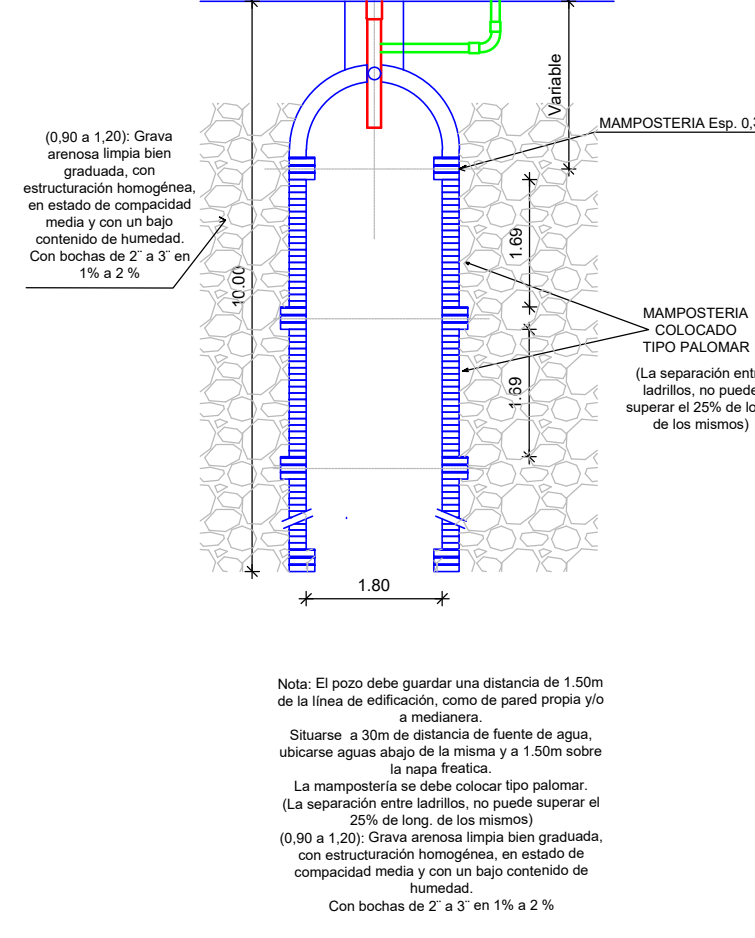 Variable
MAMPOSTERIA Esp. 0,
(0,90 a 1,20): Grava
arenosa limpia bien
graduada, con
estructuración homogénea,
en estado de compacidad
media y con un bajo
contenido de humedad.
Con bochas de 2¨ a 3¨ en
1% a 2 %
10.00
1.69
MAMPOSTERIA
COLOCADO
TIPO PALOMAR
(La separación
ladrillos, no
superar el 25% de
de los mismos)
1.69
1.80
Nota: El pozo debe guardar una distancia de 1.50m
de la línea de edificación, como de pared propia y/o
a medianera.
Situarse a 30m de distancia de fuente de agua,
ubicarse aguas abajo de la misma y a 1.50m sobre
la napa freatica.
La mampostería se debe colocar tipo palomar.
(La separación entre ladrillos, no puede superar el
25% de long. de los mismos)
(0,90 a 1,20): Grava arenosa limpia bien graduada,
con estructuración homogénea, en estado de
compacidad media y con un bajo contenido de
humedad.
Con bochas de 2¨ a 3¨ en 1% a 2 %